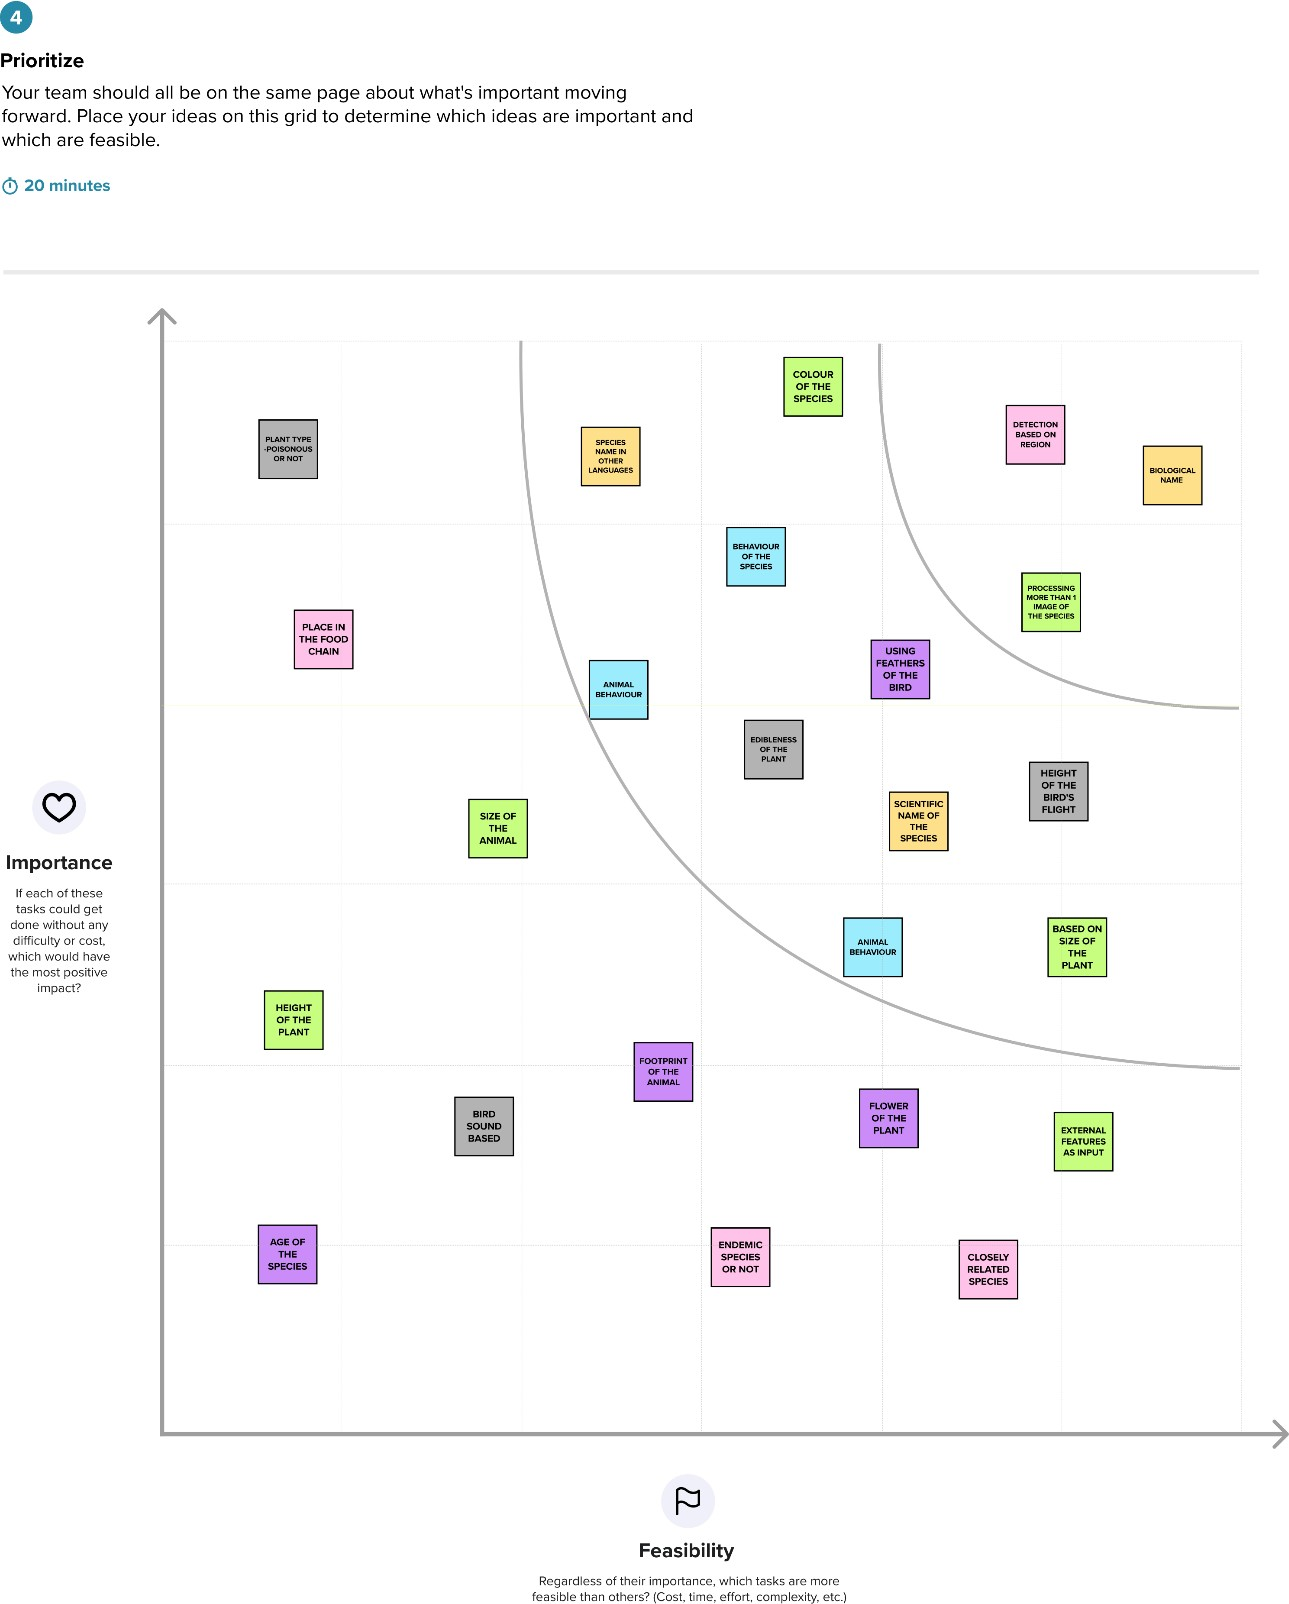 4
Prioritize
Your team should all be on the same page about what's important moving
forward. Place your ideas on this grid to determine which ideas are important and
which are feasible.
20 minutes
COLOUR
OF THE
SPECIES
DETECTION
BASED ON
REGION
PLANT TYPE
-POISONOUS
OR NOT
SPECIES
NAME IN
OTHER
LANGUAGES
BIOLOGICAL
NAME
BEHAVIOUR
OF THE
SPECIES
PROCESSING
MORE THAN 1
IMAGE OF
THE SPECIES
PLACE IN
THE FOOD
CHAIN
USING
FEATHERS
OF THE
BIRD
ANIMAL
BEHAVIOUR
EDIBLENESS
OF THE
PLANT
HEIGHT
OF THE
BIRD'S
FLIGHT
SIZE OF
THE
ANIMAL
SCIENTIFIC
NAME OF
THE
SPECIES
Importance
If each of these
tasks could get
done without any
difficulty or cost,
which would have
the most positive
impact?
ANIMAL
BEHAVIOUR
BASED ON
SIZE OF
THE
PLANT
HEIGHT
OF THE
PLANT
FOOTPRINT
OF THE
ANIMAL
BIRD
SOUND
BASED
FLOWER
OF THE
PLANT
EXTERNAL
FEATURES
AS INPUT
AGE OF
THE
SPECIES
ENDEMIC
SPECIES
OR NOT
CLOSELY
RELATED
SPECIES
Feasibility
Regardless of their importance, which tasks are more
feasible than others? (Cost, time, effort, complexity, etc.)